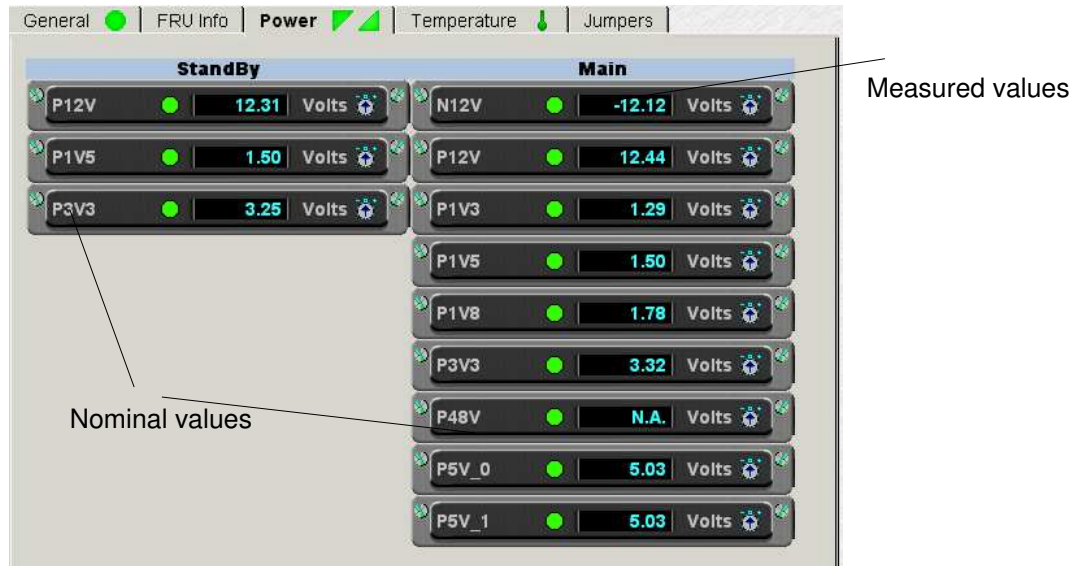 General FRU Info Power Temperature Jumpers
StandBy Main
Measured values
P12V 12.31 Volts N12V -12.12 Volts
P1V5 1.50 Volts P12V 12.44 Volts
P3V3 3.25 Volts P1V3 1.29 Volts
P1V5 1.50 Volts
P1V8 1.78 Volts
P3V3 3.32 Volts
Nominal values
P48V N.A. Volts
P5V_0 5.03 Volts
P5V_1 5.03 Volts